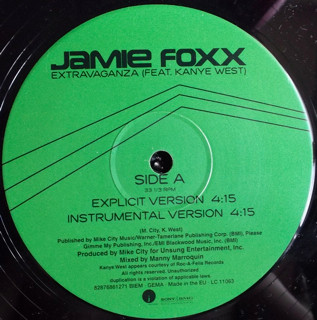 JAMIE FOXX
EXTRAVAGANZA (FEAT. KANYE WEST)
SIDE A
33 1/3 RPM
EXPLICIT VERSION 4:15
INSTRUMENTAL VERSION 4:15
(M. City, K. West)
Published by Mike City Music/Warner-Tamerlane Publishing Corp. (BMI), Please
Gimme My Publishing, Inc./EMI Blackwood Music, Inc. (BMI)
Produced by Mike City for Unsung Entertainment, Inc.
Mixed by Manny Marroquin
Kanye West appears courtesy of Roc-A-Fella Records
All rights reserved. Unauthorized
duplication is a violation of applicable laws.
82876881271 BIEM - GEMA - Made in the EU - LC 11063